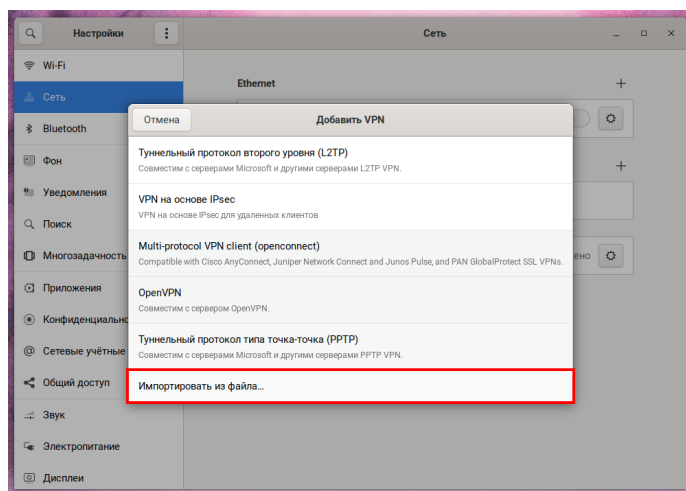 Настройки
Сеть
Wi-Fi
Сеть
Bluetooth
Фон
Уведомления
Поиск
Многозадачность
Приложения
Конфиденциально
Сетевые учётные
Общий доступ
Звук
Электропитание
Дисплеи
Ethernet
Отмена
Добавить VPN
Туннельный протокол второго уровня (L2TP)
Совместим с серверами Microsoft и другими серверами L2TP VPN.
VPN на основе IPsec
VPN на основе IPsec для удаленных клиентов
Multi-protocol VPN client (openconnect)
Compatible with Cisco AnyConnect, Juniper Network Connect and Junos Pulse, and PAN GlobalProtect SSL VPNs.
OpenVPN
Совместим с сервером OpenVPN.
Туннельный протокол типа точка-точка (PPTP)
Совместим с серверами Microsoft и другими серверами PPTP VPN.
Импортировать из файла…
ено